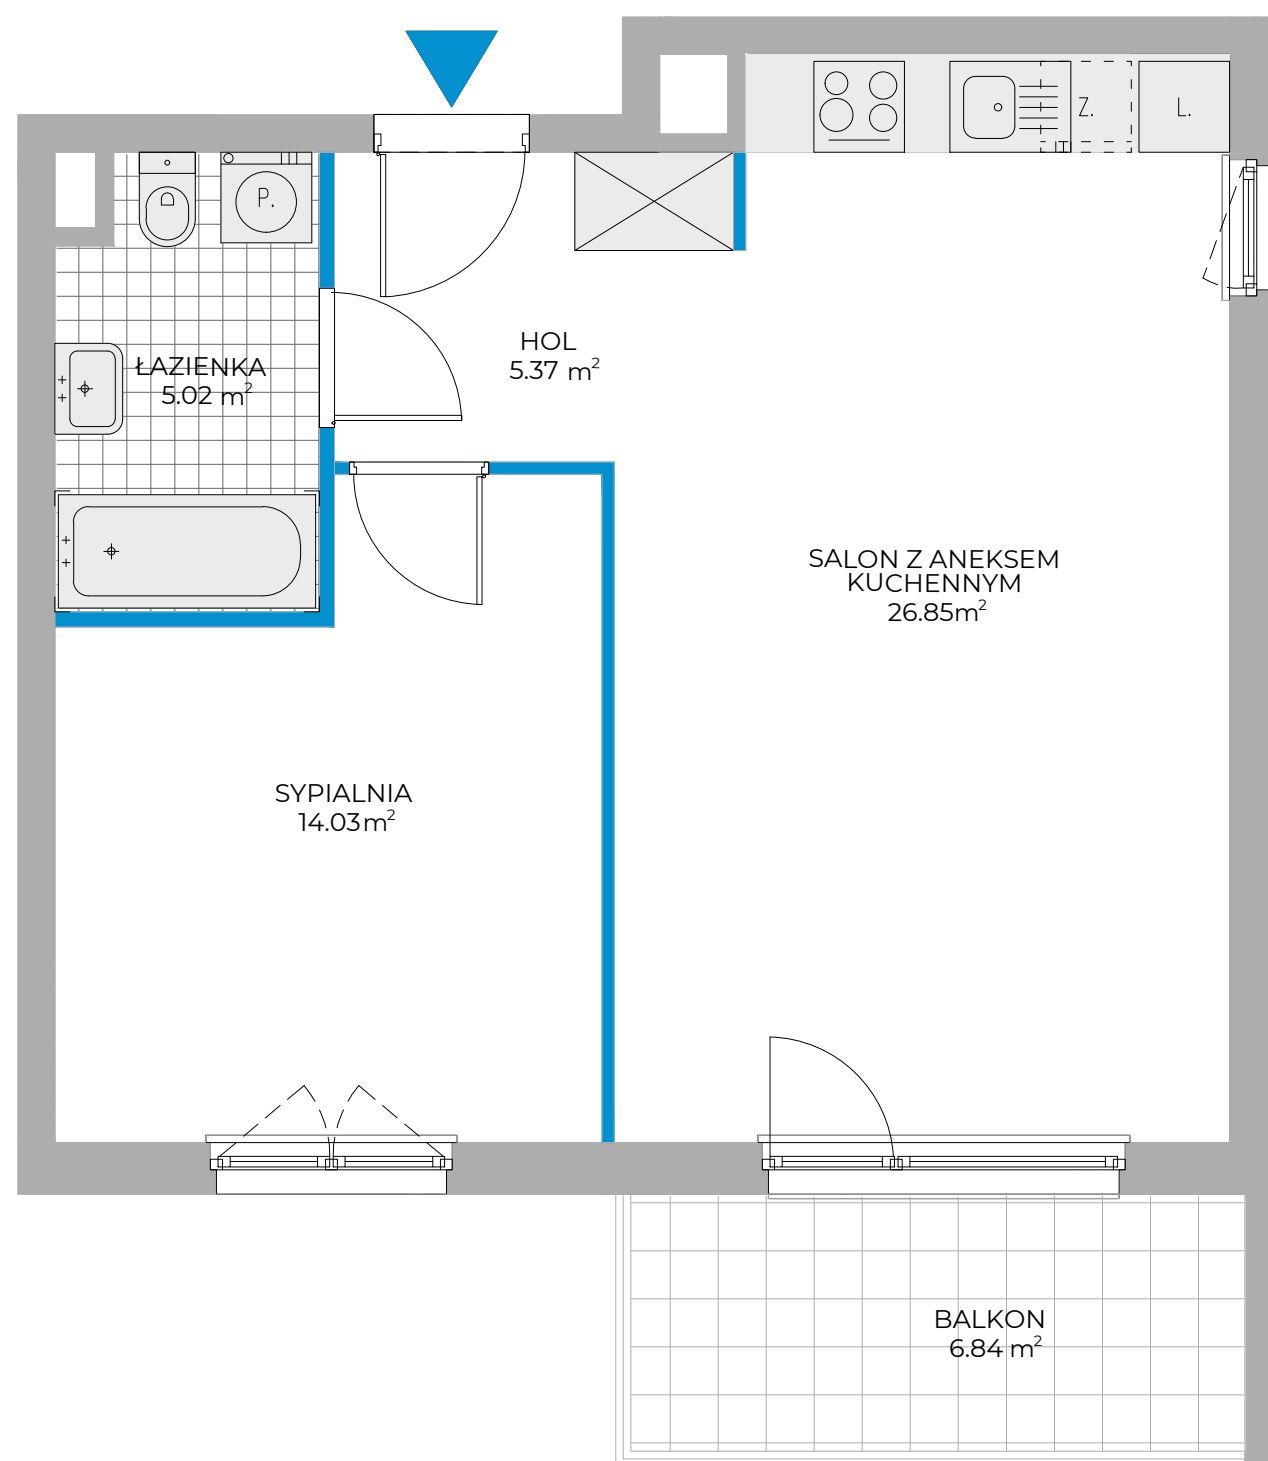 Z.
L.
P.
HOL
5.37 m²
ŁAZIENKA
5.02 m²
SALON Z ANEKSEM
KUCHENNYM
26.85m²
SYPIALNIA
14.03m²
BALKON
6.84 m²